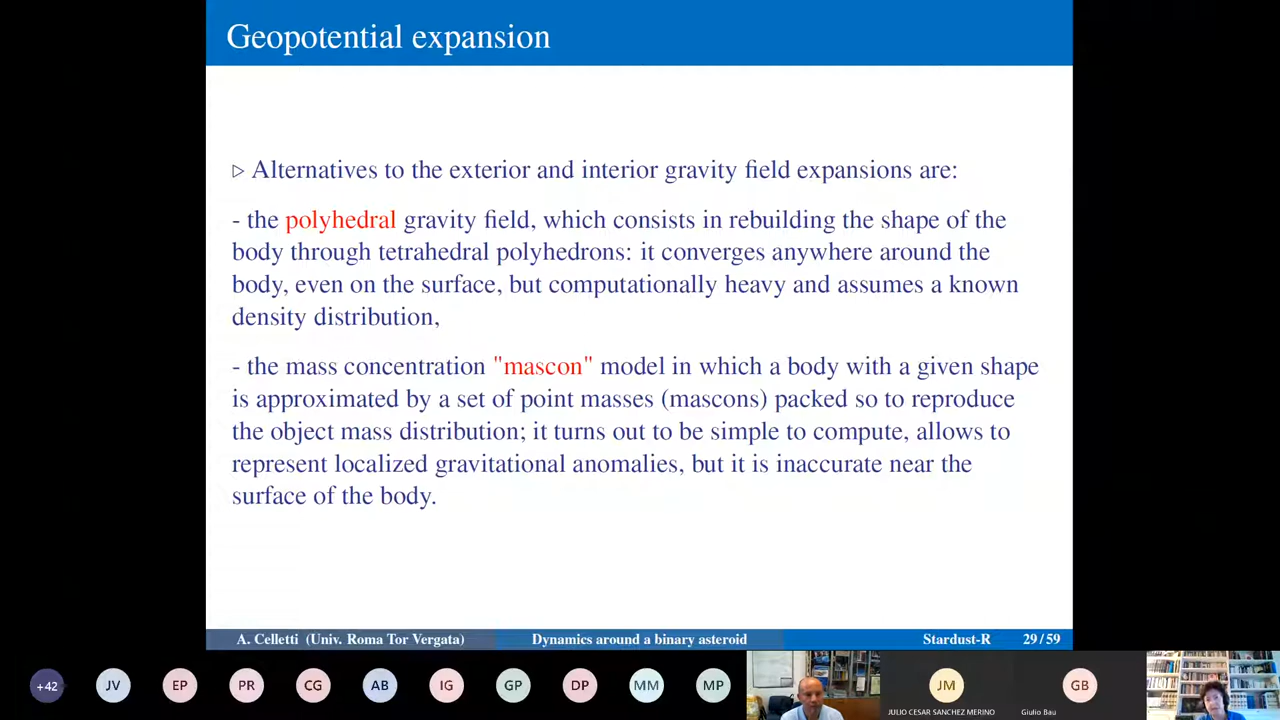 Geopotential expansion
▷ Alternatives to the exterior and interior gravity field expansions are:
- the polyhedral gravity field, which consists in rebuilding the shape of the
body through tetrahedral polyhedrons: it converges anywhere around the
body, even on the surface, but computationally heavy and assumes a known
density distribution,
- the mass concentration "mascon" model in which a body with a given shape
is approximated by a set of point masses (mascons) packed so to reproduce
the object mass distribution; it turns out to be simple to compute, allows to
represent localized gravitational anomalies, but it is inaccurate near the
surface of the body.
A. Celletti (Univ. Roma Tor Vergata) Dynamics around a binary asteroid Stardust-R 29 / 59
+42 JV EP PR CG AB IG GP DP MM MP JM GB
JULIO CESAR SANCHEZ MERINO Giulio Bau